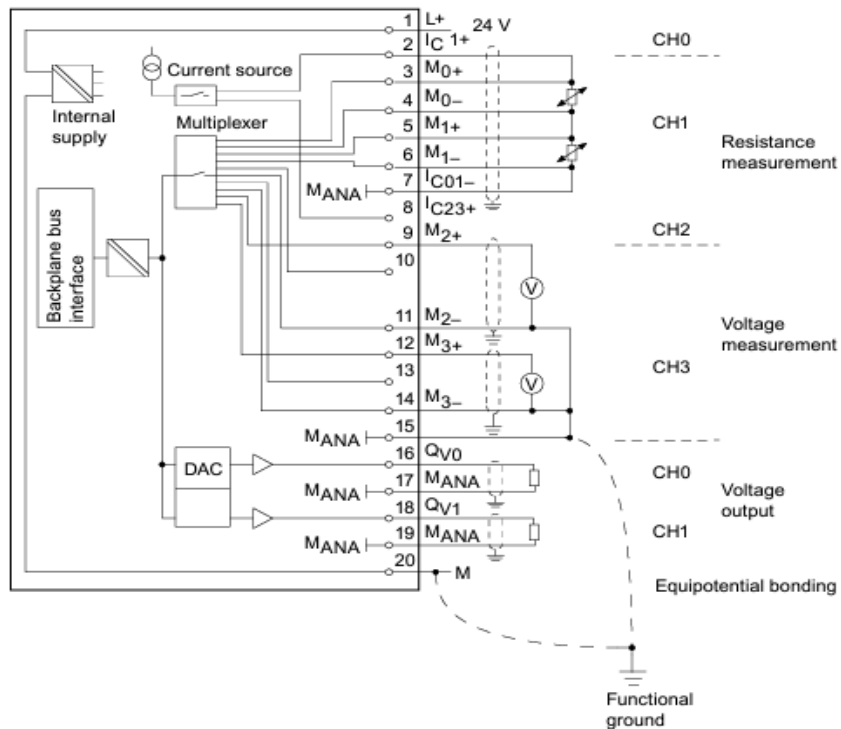 1 L+ 24 V
2 IC 1+ CH0
Current source
3 M0+
4 M0–
Internal
supply
Multiplexer
5 M1+ CH1
Resistance
measurement
6 M1–
7 IC01–
MANA
8 IC23+
9 M2+ CH2
10
Backplane bus
interface
V
11 M2–
Voltage
measurement
12 M3+
13 CH3
V
14 M3–
15
MANA
16 QV0
DAC
CH0
17 MANA
MANA
Voltage
output
18 QV1
19 MANA CH1
MANA
20 M
Equipotential bonding
Functional
ground